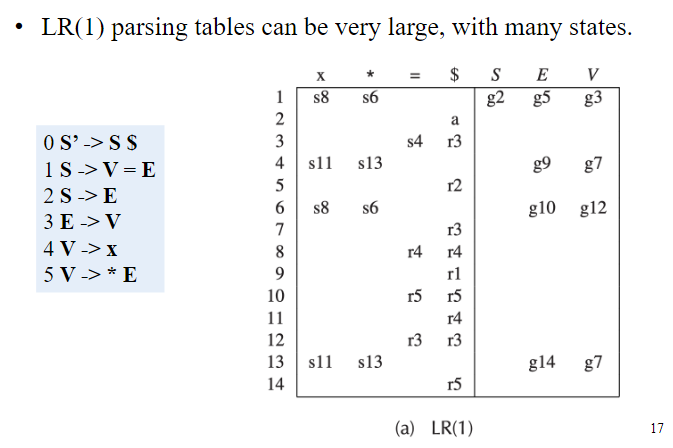 • LR(1) parsing tables can be very large, with many states.
0 S’ -> S $
1 S -> V = E
2 S -> E
3 E -> V
4 V -> x
5 V -> * E
x * = $ S E V
1 s8 s6 g2 g5 g3
2 a
3 s4 r3
4 s11 s13 g9 g7
5 r2
6 s8 s6 g10 g12
7 r3
8 r4 r4
9 r1
10 r5 r5
11 r4
12 r3 r3
13 s11 s13 g14 g7
14 r5
(a) LR(1)
17